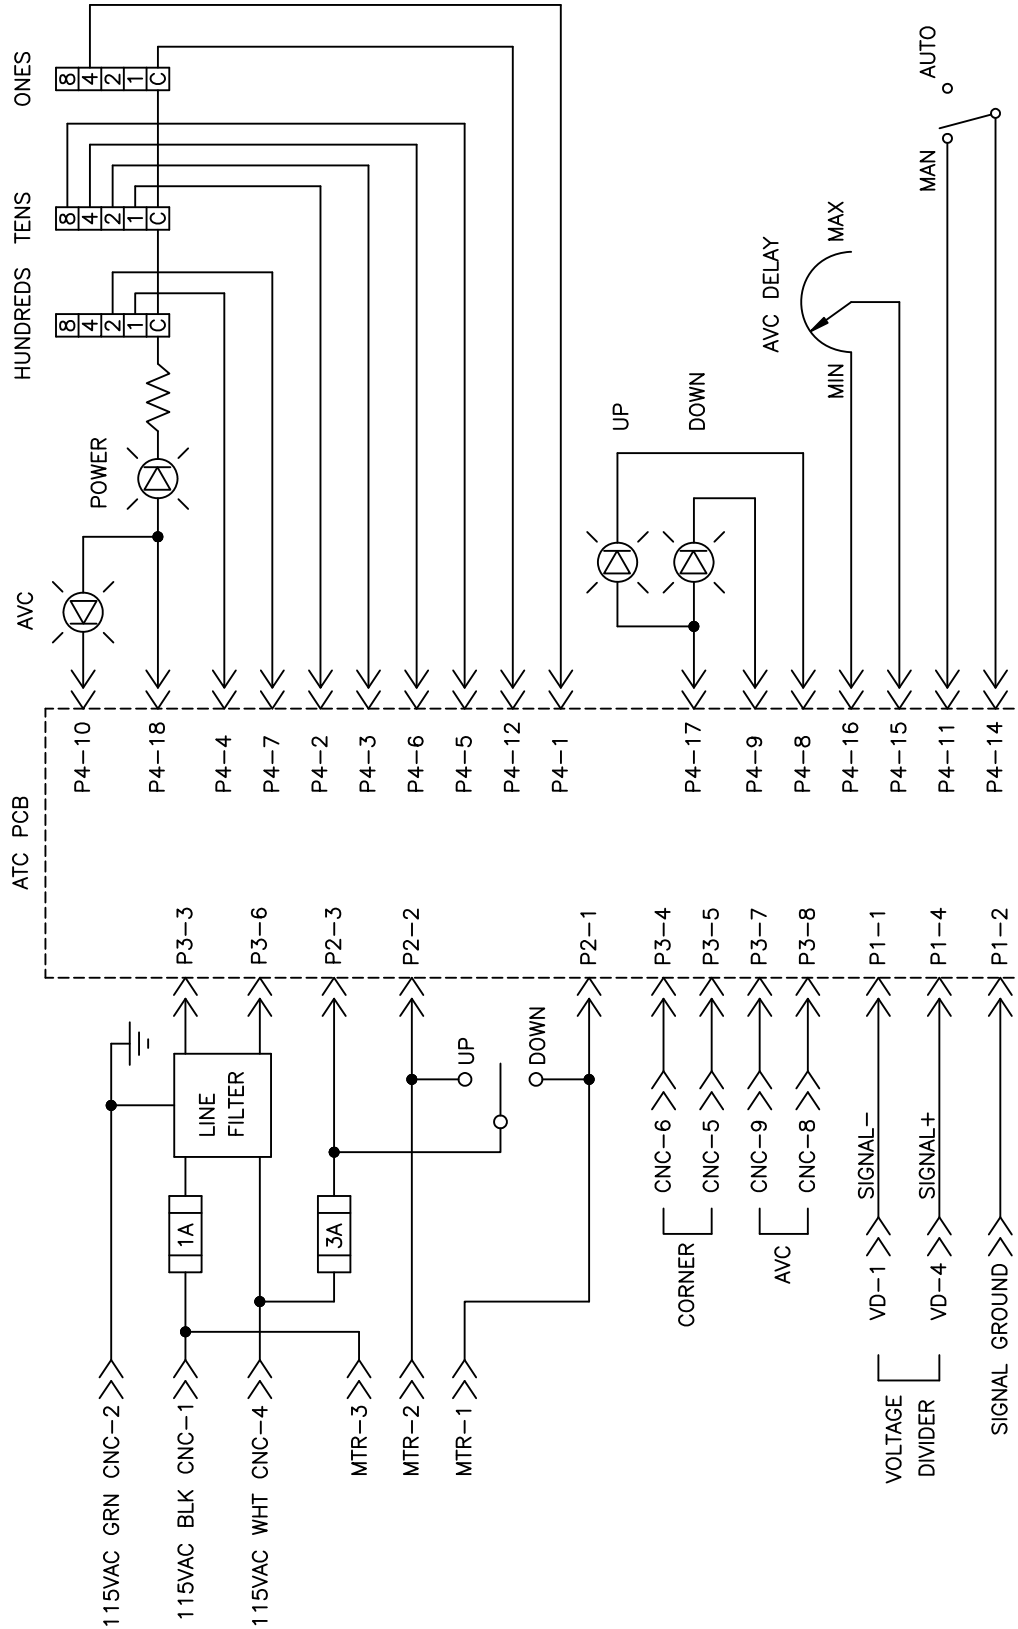 ATC PCB
115VAC GRN CNC-2
115VAC BLK CNC-1
115VAC WHT CNC-4
MTR-3
MTR-2
MTR-1
1A
3A
LINE
FILTER
UP
DOWN
P3-3
P3-6
P2-3
P2-2
P2-1
CORNER
CNC-6
CNC-5
P3-4
P3-5
AVC
CNC-9
CNC-8
P3-7
P3-8
VOLTAGE
DIVIDER
VD-1
VD-4
SIGNAL-
SIGNAL+
P1-1
P1-4
SIGNAL GROUND
P1-2
P4-10
P4-18
P4-4
P4-7
P4-2
P4-3
P4-6
P4-5
P4-12
P4-1
P4-17
P4-9
P4-8
P4-16
P4-15
P4-11
P4-14
AVC
POWER
HUNDREDS
8
4
2
1
C
TENS
8
4
2
1
C
ONES
8
4
2
1
C
UP
DOWN
AVC DELAY
MIN
MAX
MAN
AUTO